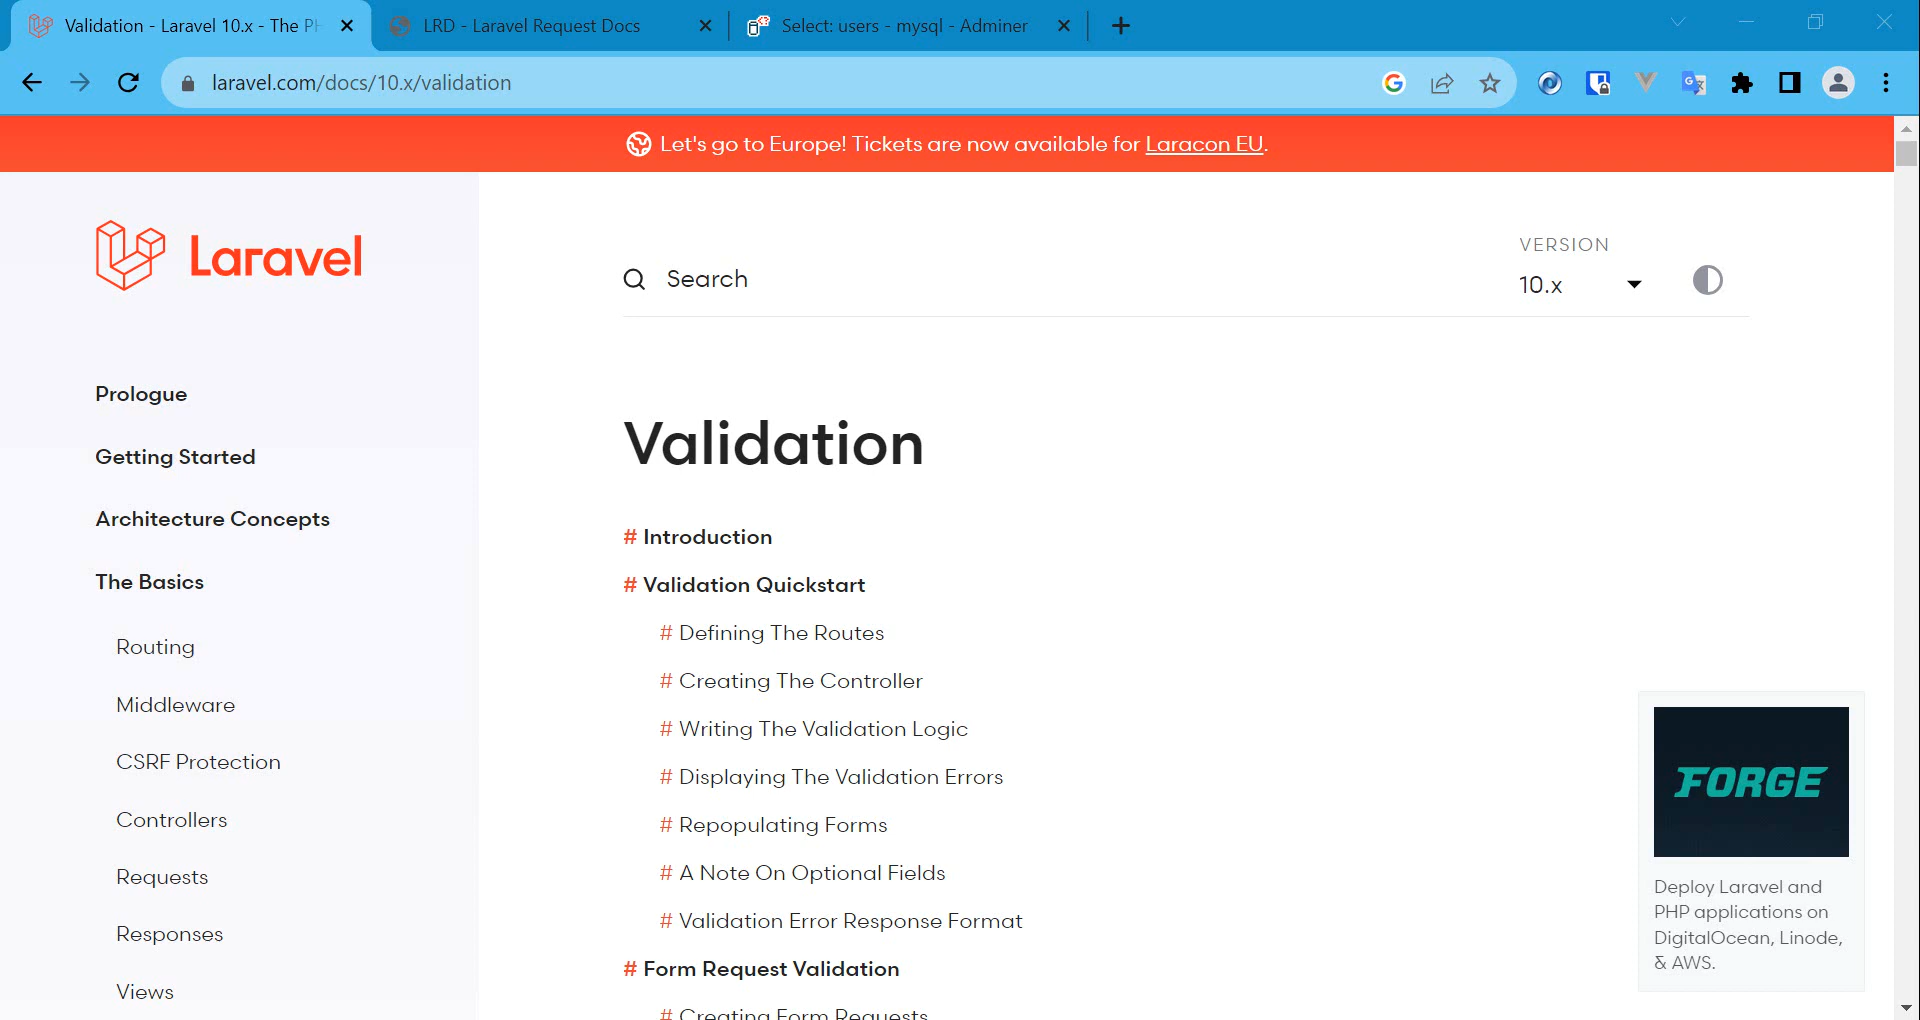 Validation - Laravel 10.x - The PH
LRD - Laravel Request Docs
Select: users - mysql - Adminer
laravel.com/docs/10.x/validation
Let's go to Europe! Tickets are now available for Laracon EU.
Laravel
Search
VERSION
10.x
Prologue
Getting Started
Architecture Concepts
The Basics
Routing
Middleware
CSRF Protection
Controllers
Requests
Responses
Views
Validation
# Introduction
# Validation Quickstart
# Defining The Routes
# Creating The Controller
# Writing The Validation Logic
# Displaying The Validation Errors
# Repopulating Forms
# A Note On Optional Fields
# Validation Error Response Format
# Form Request Validation
# Creating Form Requests
FORGE
Deploy Laravel and
PHP applications on
DigitalOcean, Linode,
& AWS.